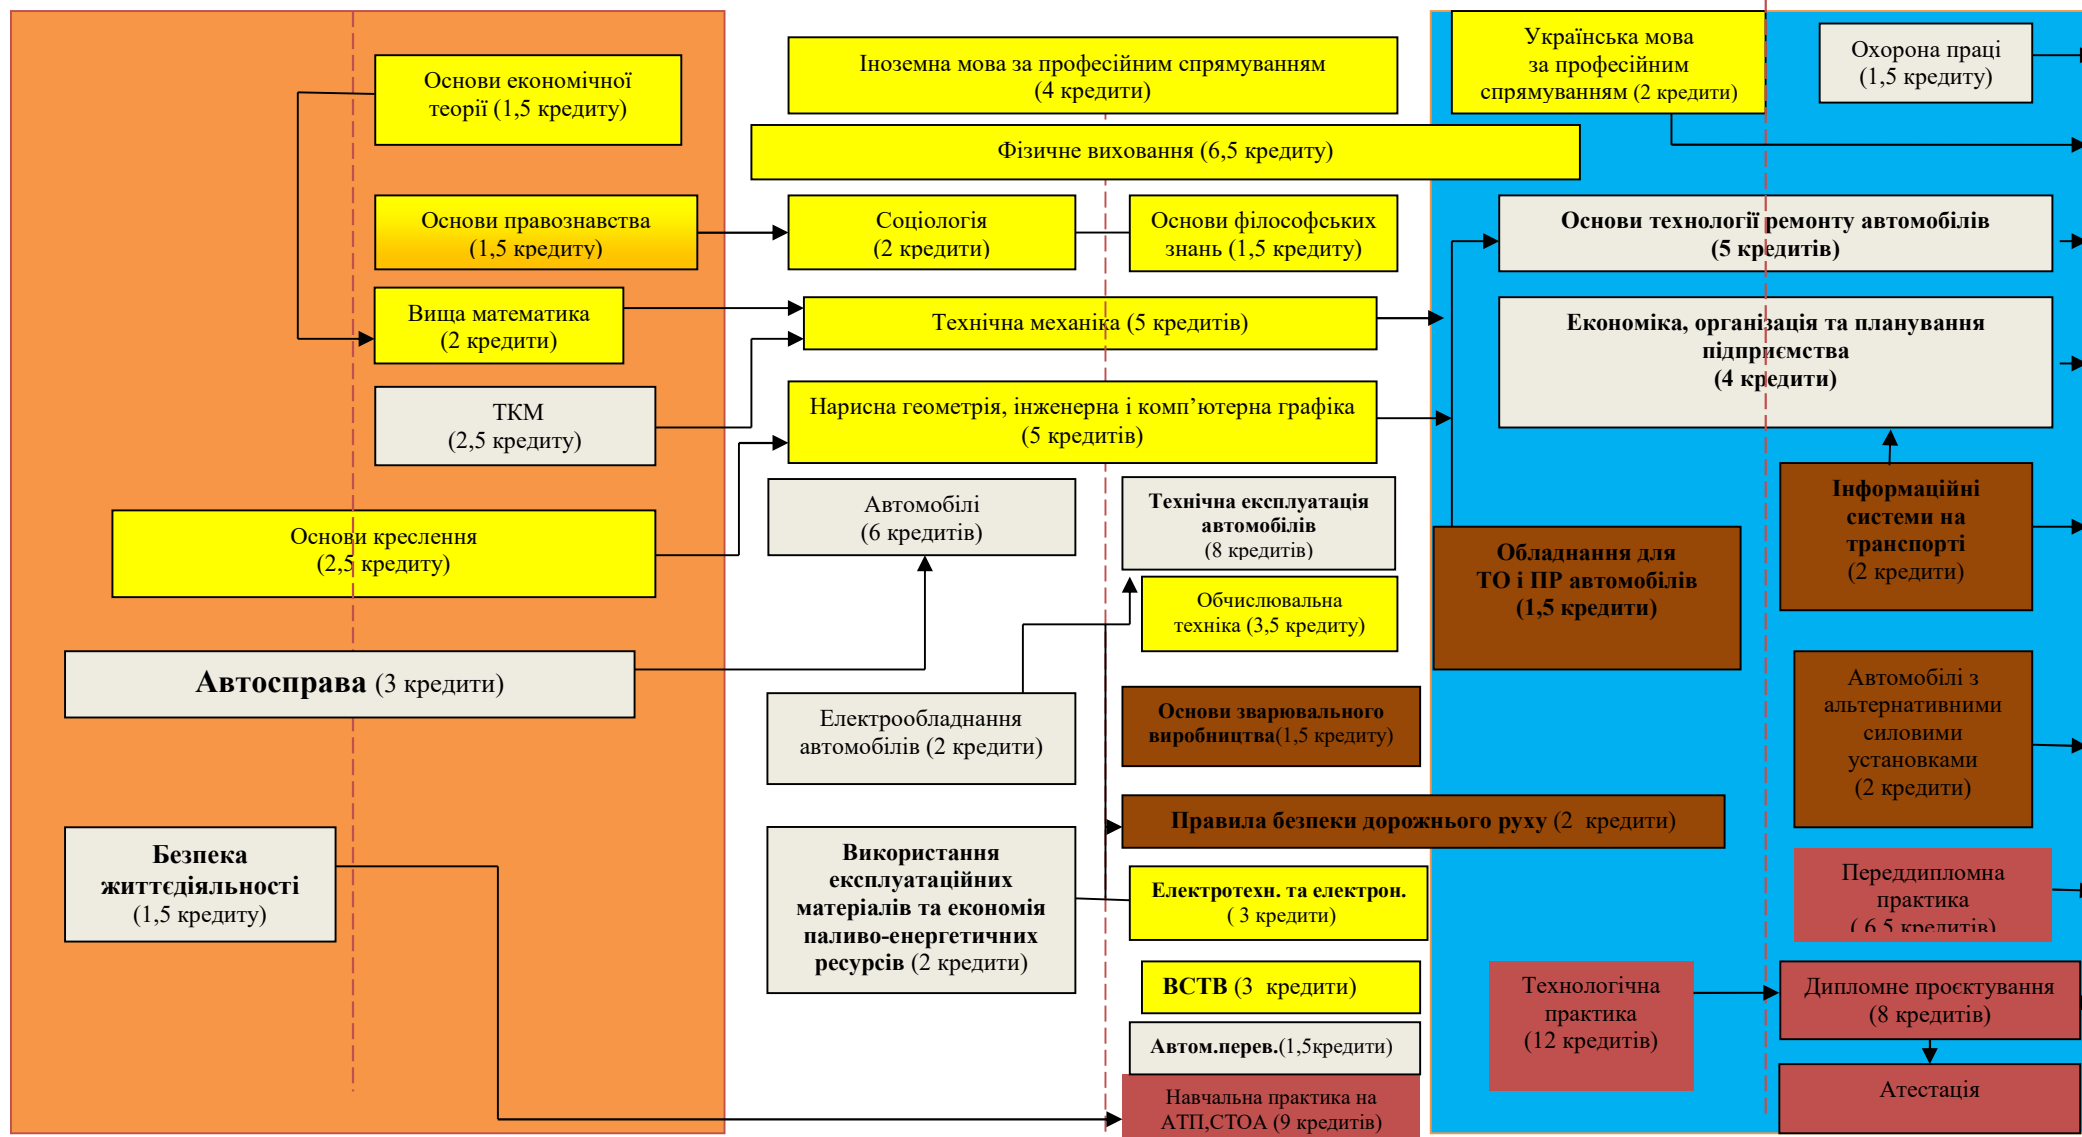 Основи економічної
теорії (1,5 кредиту)
Основи правознавства
(1,5 кредиту)
Вища математика
(2 кредити)
ТКМ
(2,5 кредиту)
Основи креслення
(2,5 кредиту)
Автосправа (3 кредити)
Безпека
життєдіяльності
(1,5 кредиту)
Іноземна мова за професійним спрямуванням
(4 кредити)
Фізичне виховання (6,5 кредиту)
Соціологія
(2 кредити)
Основи філософських
знань (1,5 кредиту)
Технічна механіка (5 кредитів)
Нарисна геометрія, інженерна і комп’ютерна графіка
(5 кредитів)
Автомобілі
(6 кредитів)
Технічна експлуатація
автомобілів
(8 кредитів)
Обчислювальна
техніка (3,5 кредиту)
Електрообладнання
автомобілів (2 кредити)
Основи зварювального
виробництва(1,5 кредиту)
Правила безпеки дорожнього руху (2  кредити)
Використання
експлуатаційних
матеріалів та економія
паливо-енергетичних
ресурсів (2 кредити)
Електротехн. та електрон.
( 3 кредити)
ВСТВ (3  кредити)
Автом.перев.(1,5кредити)
Навчальна практика на
АТП,СТОА (9 кредитів)
Українська мова
за професійним
спрямуванням (2 кредити)
Охорона праці
(1,5 кредиту)
Основи технології ремонту автомобілів
(5 кредитів)
Економіка, організація та планування
підприємства
(4 кредити)
Обладнання для
ТО і ПР автомобілів
(1,5 кредити)
Інформаційні
системи на
транспорті
(2 кредити)
Автомобілі з
альтернативними
силовими
установками
(2 кредити)
Переддипломна
практика
( 6,5 кредитів)
Технологічна
практика
(12 кредитів)
Дипломне проєктування
(8 кредитів)
Атестація